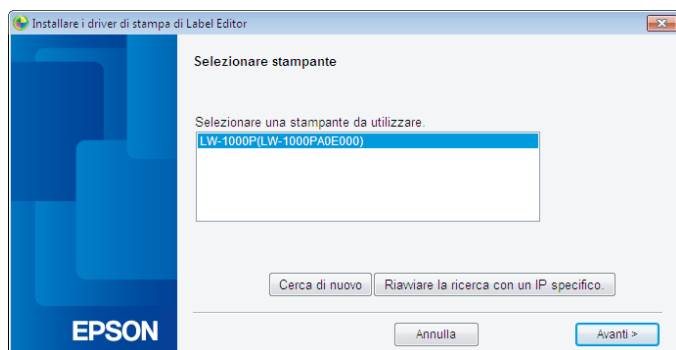 Installare i driver di stampa di Label Editor
Selezionare stampante
Selezionare una stampante da utilizzare.
LW-1000P(LW-1000PA0E000)
Cerca di nuovo
Riavviare la ricerca con un IP specifico.
EPSON
Annulla
Avanti >